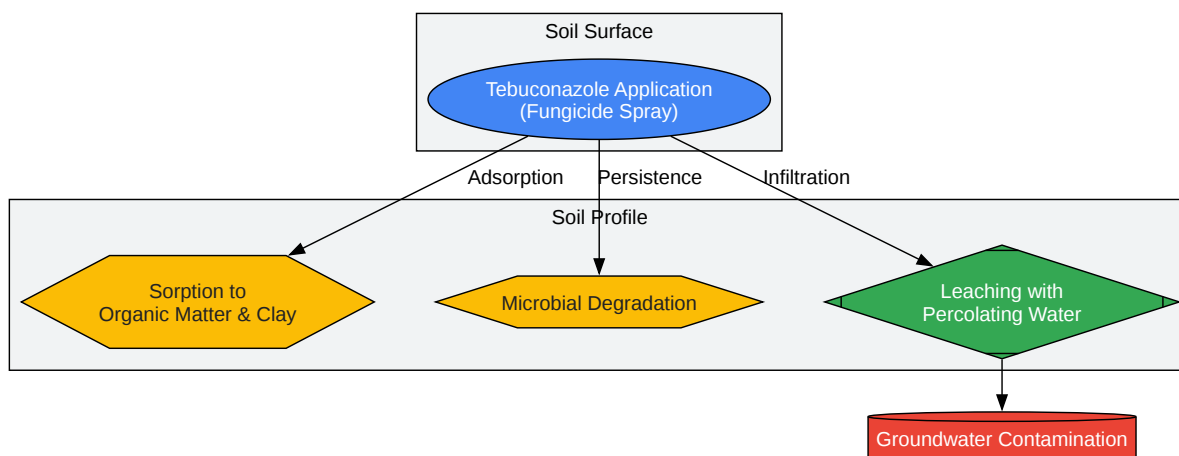 Soil Surface
Tebuconazole Application
(Fungicide Spray)
Adsorption
Persistence
Infiltration
Soil Profile
Sorption to
Organic Matter & Clay
Microbial Degradation
Leaching with
Percolating Water
Groundwater Contamination